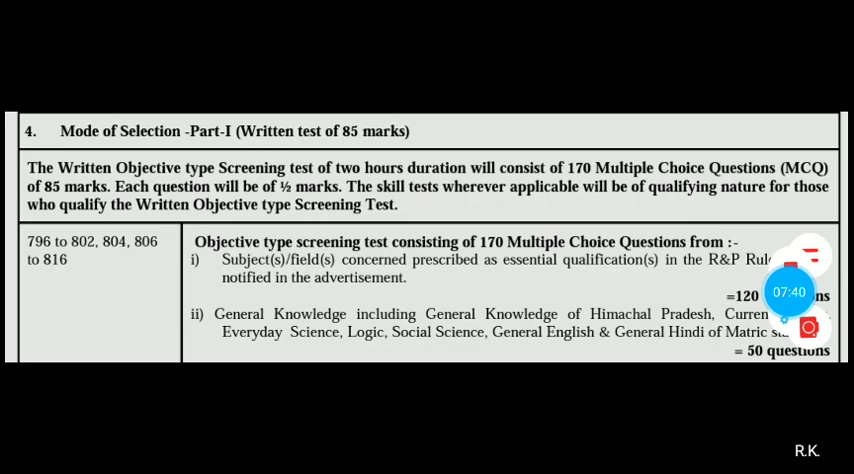 4. Mode of Selection -Part-I (Written test of 85 marks)
The Written Objective type Screening test of two hours duration will consist of 170 Multiple Choice Questions (MCQ)
of 85 marks. Each question will be of ½ marks. The skill tests wherever applicable will be of qualifying nature for those
who qualify the Written Objective type Screening Test.
796 to 802, 804, 806
to 816
Objective type screening test consisting of 170 Multiple Choice Questions from :-
i) Subject(s)/field(s) concerned prescribed as essential qualification(s) in the R&P
notified in the advertisement.
=120
07:40
ii) General Knowledge including General Knowledge of Himachal Pradesh,
Everyday Science, Logic, Social Science, General English & General Hindi of Matric
= 50 questions
R.K.